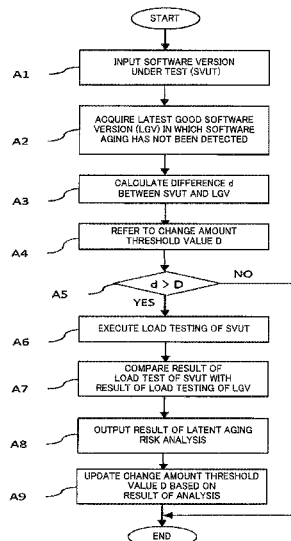 START
A1
INPUT SOFTWARE VERSION
UNDER TEST (SVUT)
A2
ACQUIRE LATEST GOOD SOFTWARE
VERSION (LGV) IN WHICH SOFTWARE
AGING HAS NOT BEEN DETECTED
A3
CALCULATE DIFFERENCE d
BETWEEN SVUT AND LGV
A4
REFER TO CHANGE AMOUNT
THRESHOLD VALUE D
A5
d > D
NO
YES
A6
EXECUTE LOAD TESTING OF SVUT
A7
COMPARE RESULT OF
LOAD TEST OF SVUT WITH
RESULT OF LOAD TESTING OF LGV
A8
OUTPUT RESULT OF LATENT AGING
RISK ANALYSIS
A9
UPDATE CHANGE AMOUNT THRESHOLD
VALUE D BASED ON
RESULT OF ANALYSIS
END